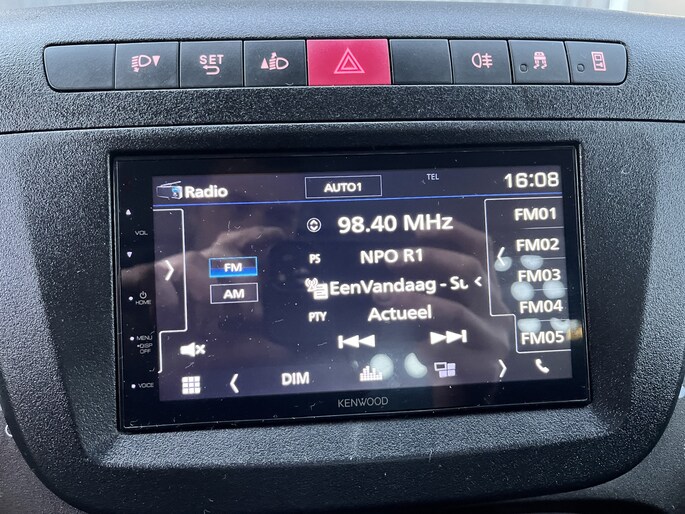 SET
Radio
AUTO1
TEL
16:08
VOL
98.40 MHz
FM01
FM
PS
NPO R1
FM02
AM
EenVandaag - Su
FM03
PTY
Actueel
FM04
HOME
MENU
•DISP
OFF
FM05
VOICE
DIM
KENWOOD